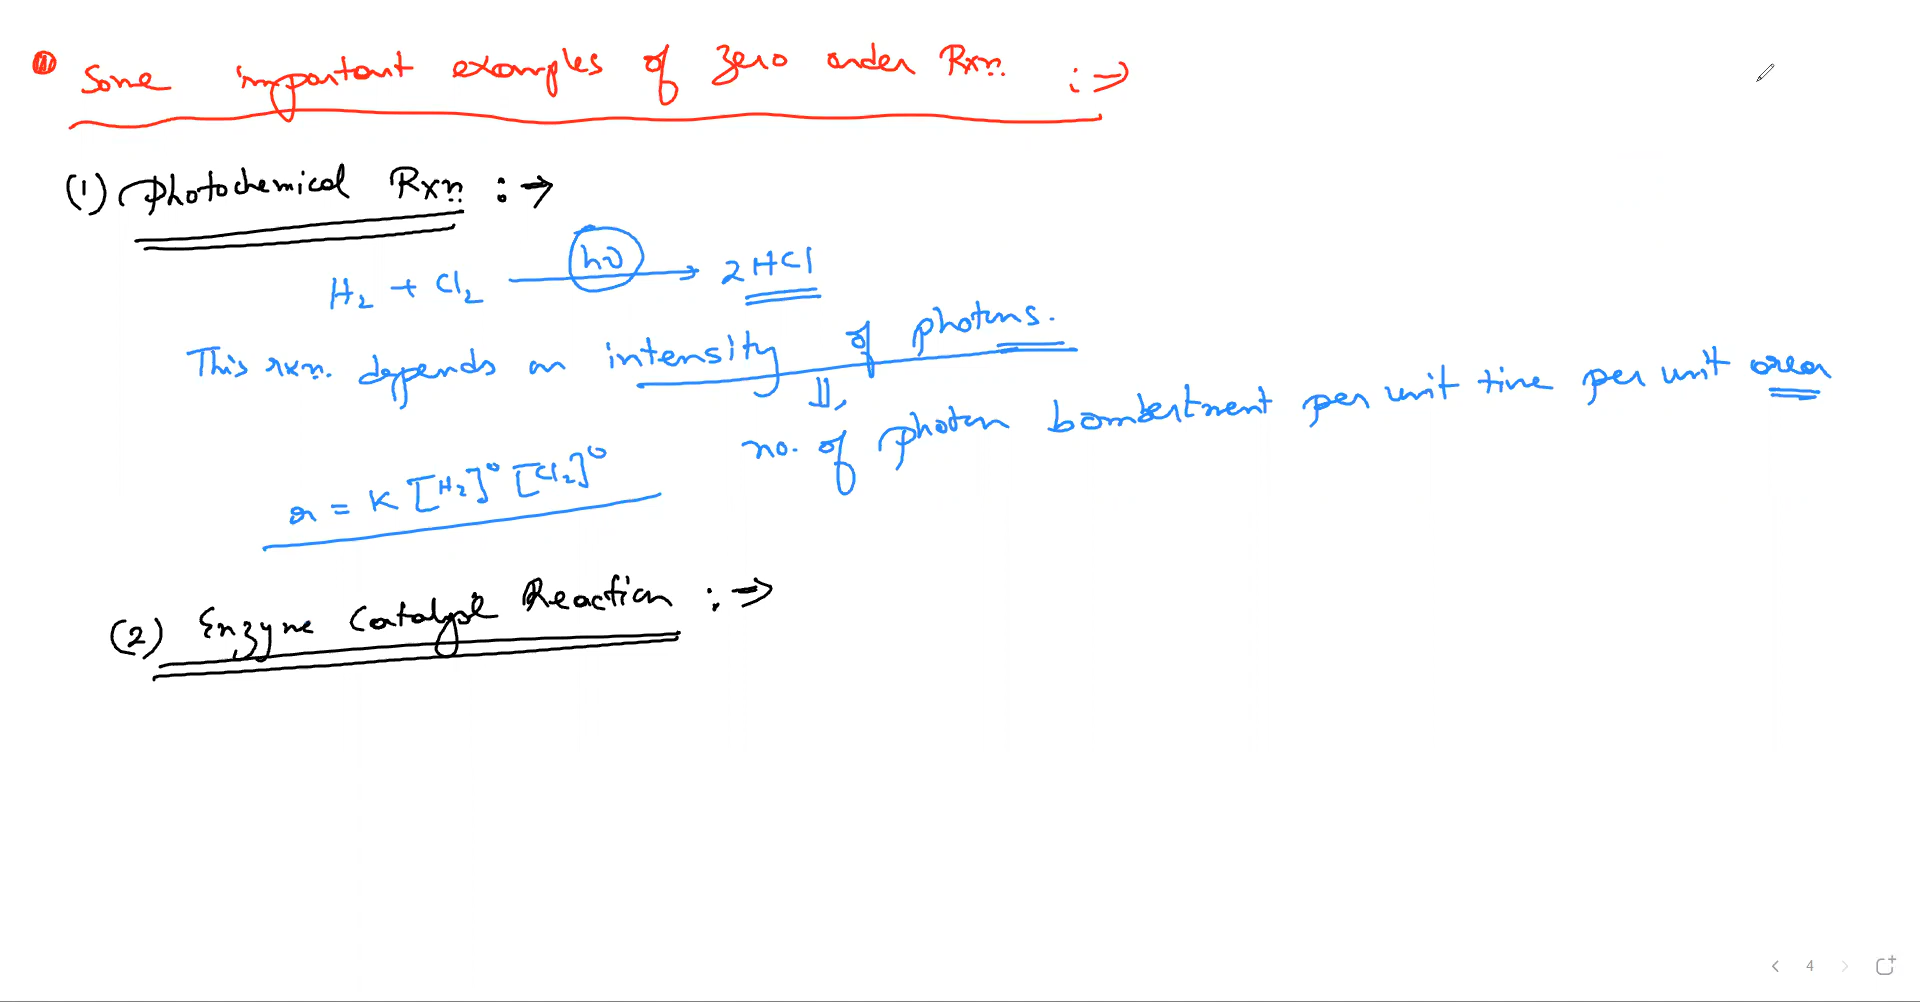 Some important examples of zero order Rxn :→
(1) Photochemical Rxn :→
H₂ + Cl₂ —hν→ 2HCl
This rxn. depends on intensity of photons.
⇓
no. of photon bombertment per unit time per unit area
r = K [H₂]⁰ [Cl₂]⁰
(2) Enzyme Catalyst Reaction :→
4